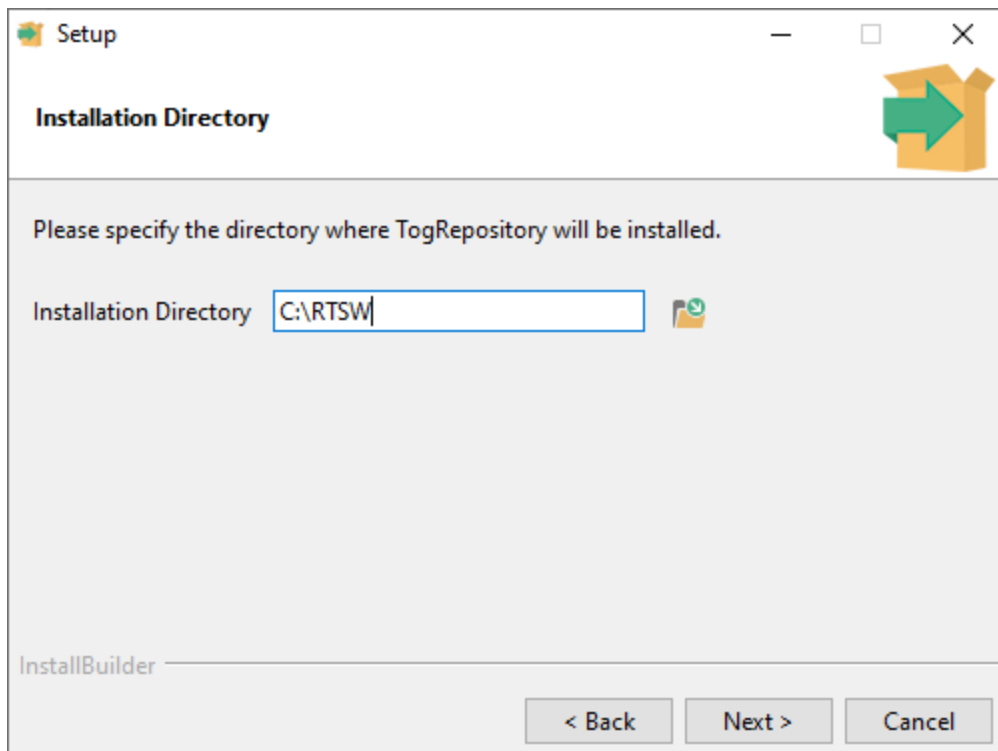 Setup
Installation Directory
Please specify the directory where TogRepository will be installed.
Installation Directory C:\RTSW
InstallBuilder
< Back Next > Cancel